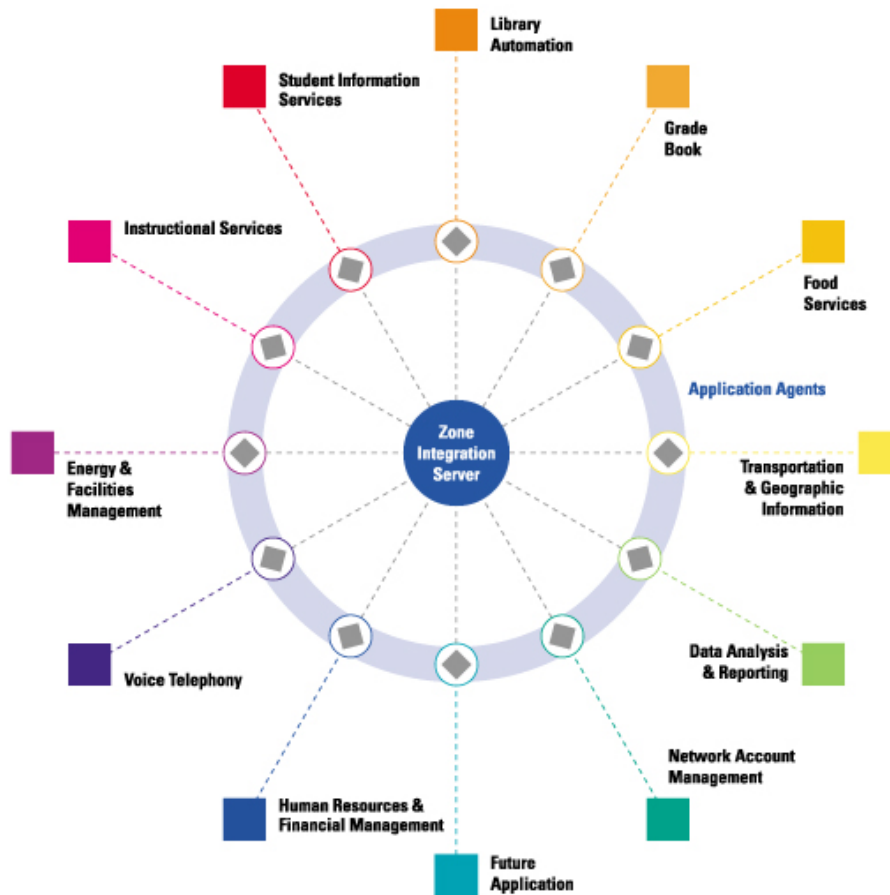 Library
Automation
Student Information
Services
Grade
Book
Instructional Services
Food
Services
Application Agents
Zone
Integration
Server
Energy &
Facilities
Management
Transportation
& Geographic
Information
Data Analysis
& Reporting
Voice Telephony
Network Account
Management
Human Resources &
Financial Management
Future
Application